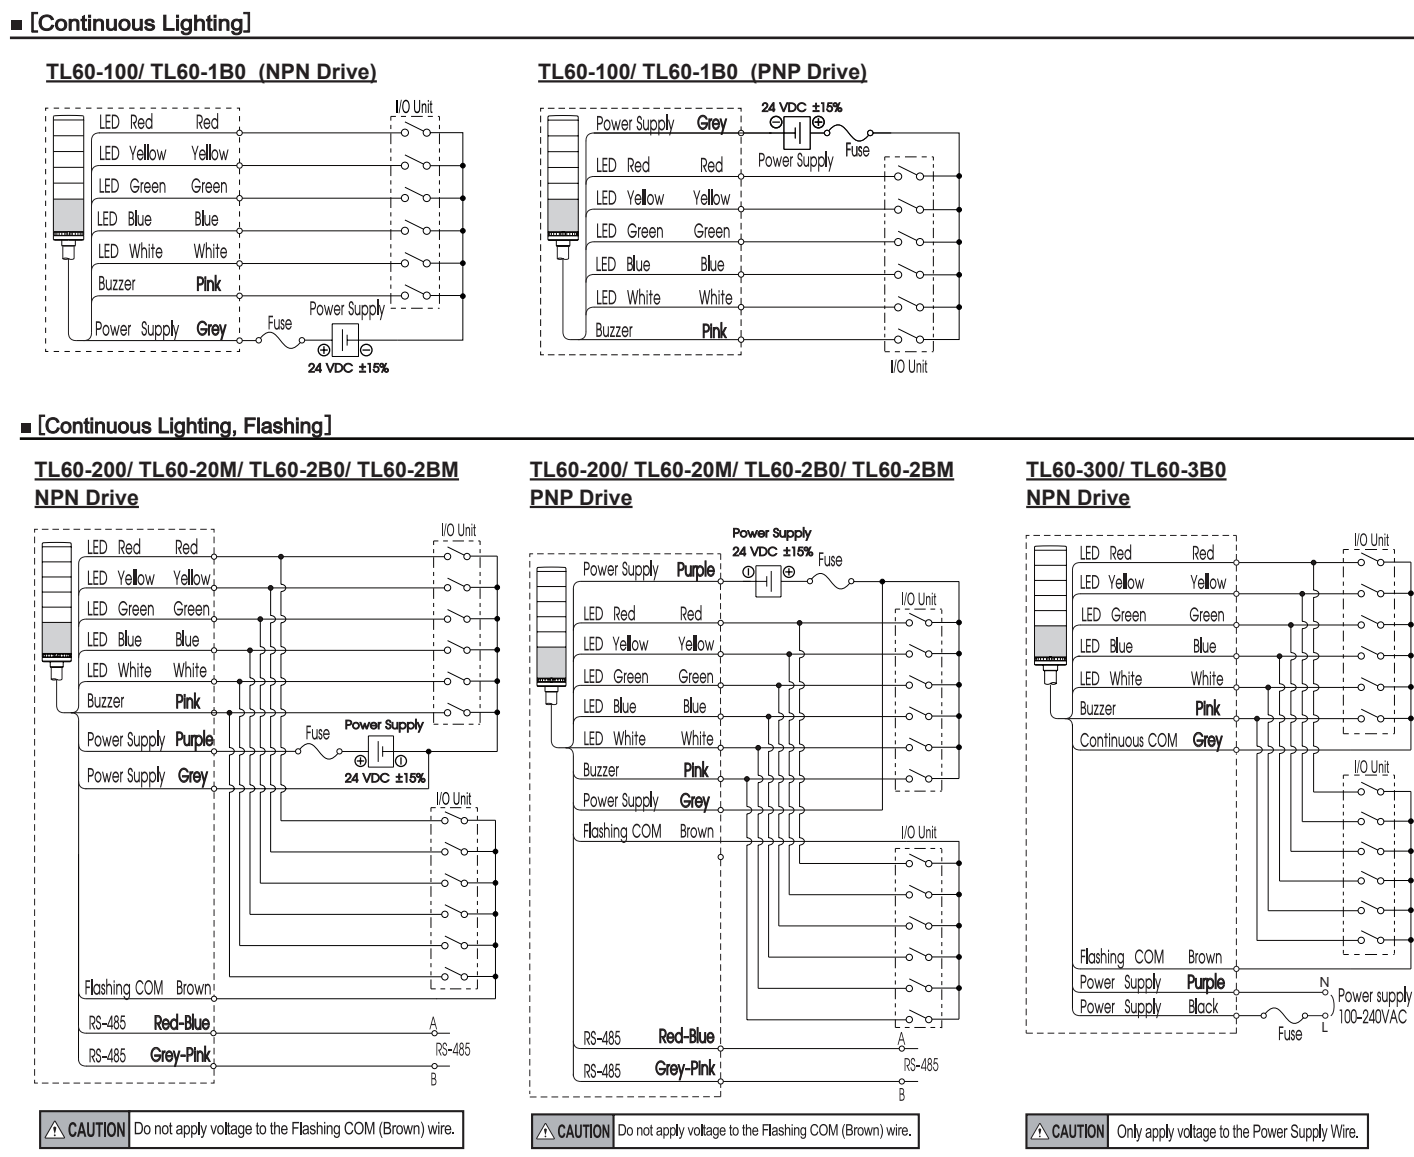 ■ [Continuous Lighting]
TL60-100/ TL60-1B0 (NPN Drive)
I/O Unit
LED Red Red
LED Yellow Yellow
LED Green Green
LED Blue Blue
LED White White
Buzzer Pink
Power Supply Grey
Fuse
Power Supply
⊕ ⊖
24 VDC ±15%
TL60-100/ TL60-1B0 (PNP Drive)
24 VDC ±15%
Power Supply Grey
⊖ ⊕
Fuse
Power Supply
LED Red Red
LED Yellow Yellow
LED Green Green
LED Blue Blue
LED White White
Buzzer Pink
I/O Unit
■ [Continuous Lighting, Flashing]
TL60-200/ TL60-20M/ TL60-2B0/ TL60-2BM
NPN Drive
I/O Unit
LED Red Red
LED Yellow Yellow
LED Green Green
LED Blue Blue
LED White White
Buzzer Pink
Power Supply Purple
Fuse
Power Supply
⊕ ⊖
24 VDC ±15%
Power Supply Grey
I/O Unit
Flashing COM Brown
RS-485 Red-Blue
A
RS-485
RS-485 Grey-Pink
B
⚠ CAUTION Do not apply voltage to the Flashing COM (Brown) wire.
TL60-200/ TL60-20M/ TL60-2B0/ TL60-2BM
PNP Drive
Power Supply
24 VDC ±15%
Fuse
Power Supply Purple
⊖ ⊕
I/O Unit
LED Red Red
LED Yellow Yellow
LED Green Green
LED Blue Blue
LED White White
Buzzer Pink
Power Supply Grey
Flashing COM Brown
I/O Unit
RS-485 Red-Blue
A
RS-485
RS-485 Grey-Pink
B
⚠ CAUTION Do not apply voltage to the Flashing COM (Brown) wire.
TL60-300/ TL60-3B0
NPN Drive
I/O Unit
LED Red Red
LED Yellow Yellow
LED Green Green
LED Blue Blue
LED White White
Buzzer Pink
Continuous COM Grey
I/O Unit
Flashing COM Brown
Power Supply Purple
N
Power Supply Black
Fuse
L
Power supply
100-240VAC
⚠ CAUTION Only apply voltage to the Power Supply Wire.